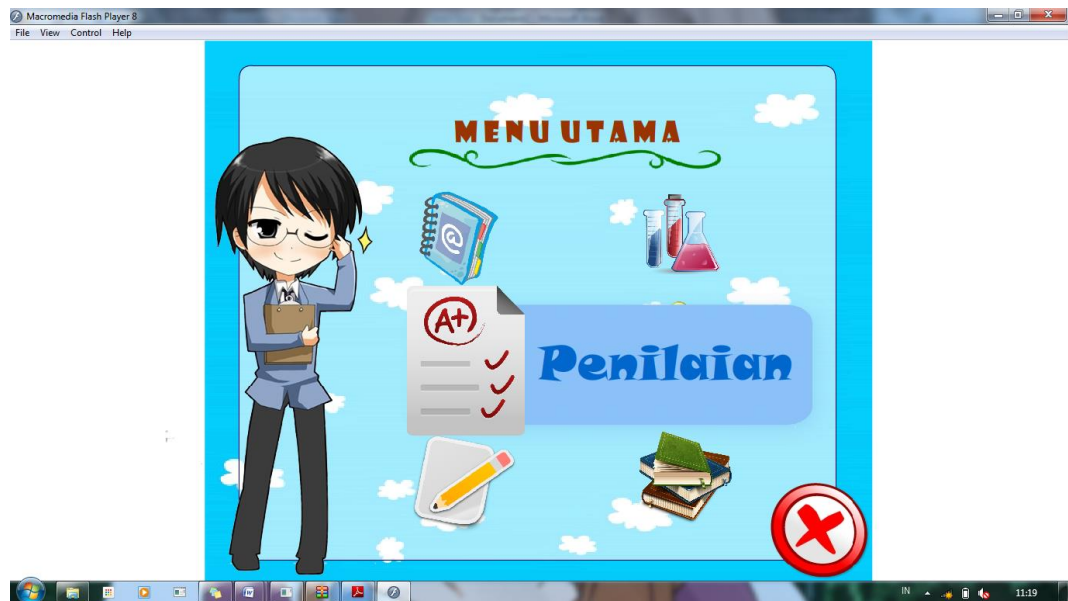 Macromedia Flash Player 8
File View Control Help
MENU UTAMA
@
A+
Penilaian
IN 11:19